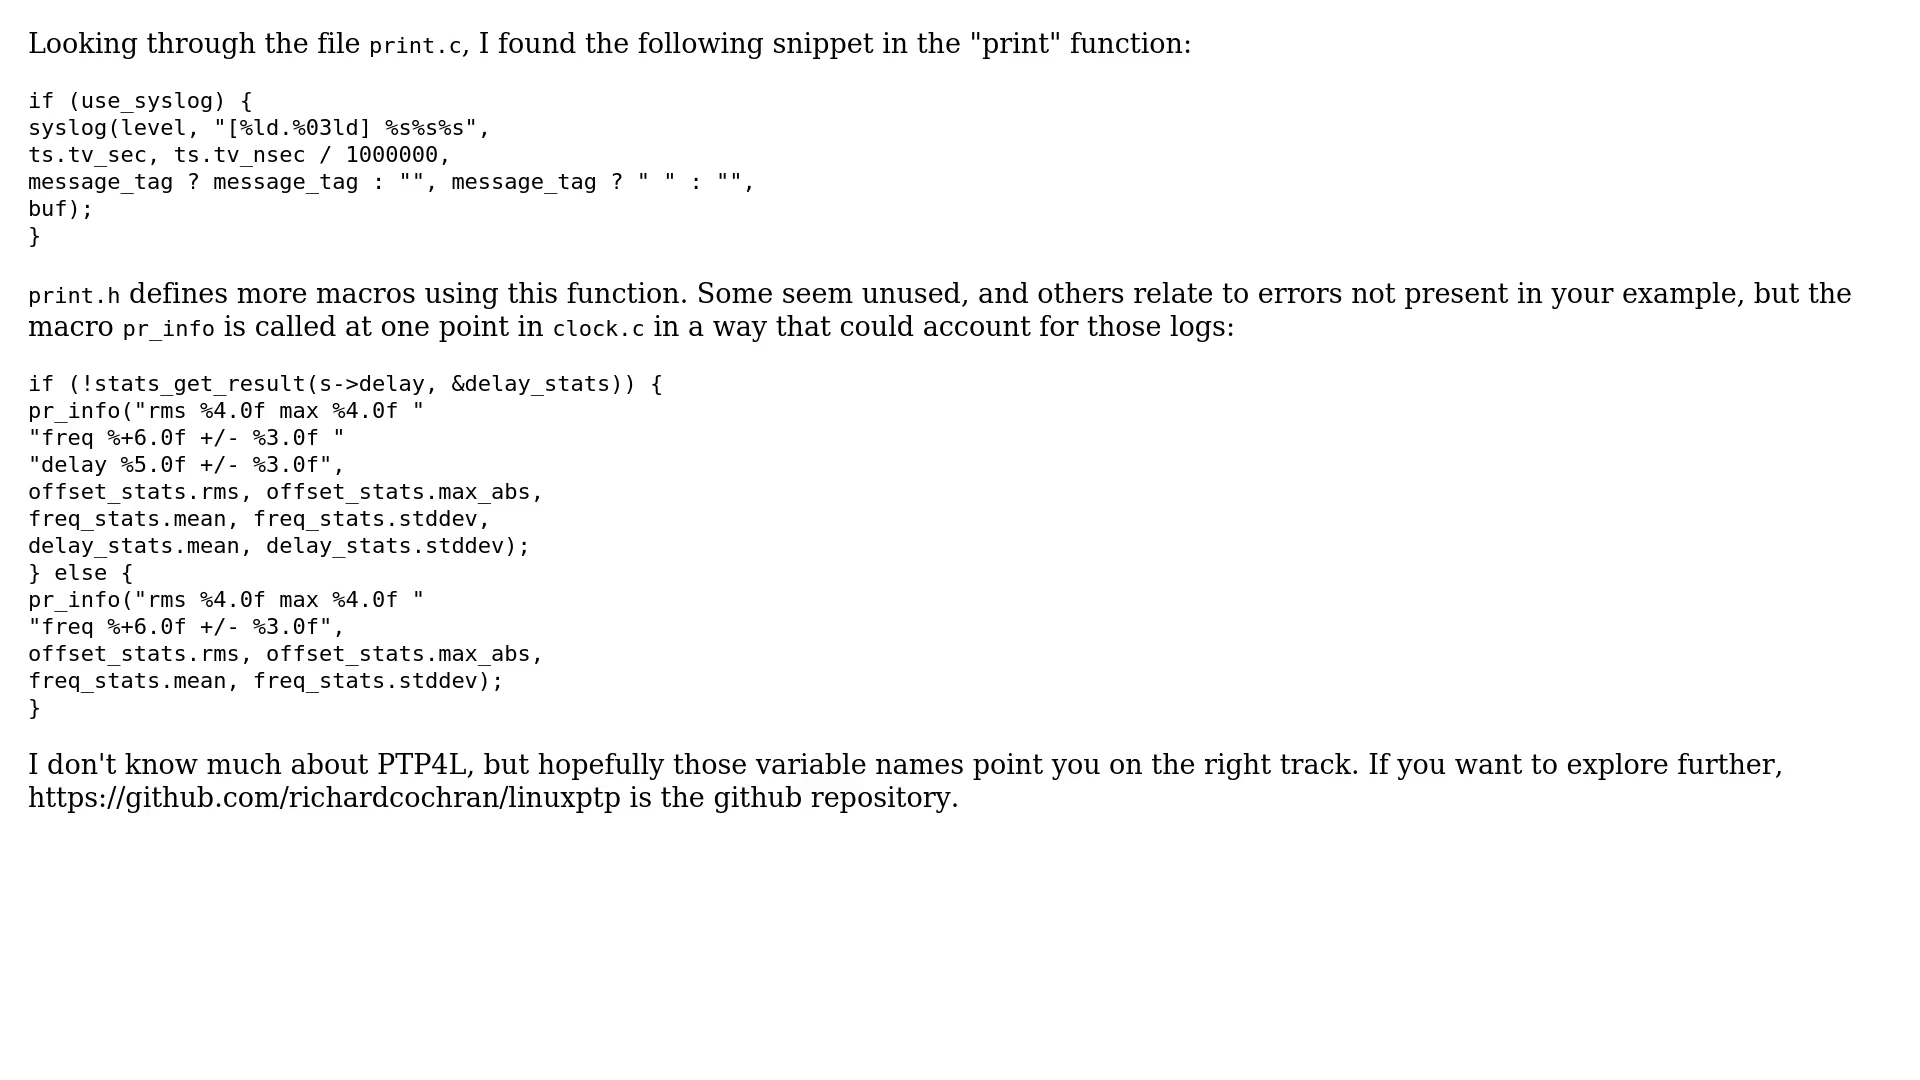 Looking through the file print.c, I found the following snippet in the "print" function:
if (use_syslog) {
syslog(level, "[%ld.%03ld] %s%s%s",
ts.tv_sec, ts.tv_nsec / 1000000,
message_tag ? message_tag : "", message_tag ? " " : "",
buf);
}
print.h defines more macros using this function. Some seem unused, and others relate to errors not present in your example, but the
macro pr_info is called at one point in clock.c in a way that could account for those logs:
if (!stats_get_result(s->delay, &delay_stats)) {
pr_info("rms %4.0f max %4.0f "
"freq %+6.0f +/- %3.0f "
"delay %5.0f +/- %3.0f",
offset_stats.rms, offset_stats.max_abs,
freq_stats.mean, freq_stats.stddev,
delay_stats.mean, delay_stats.stddev);
} else {
pr_info("rms %4.0f max %4.0f "
"freq %+6.0f +/- %3.0f",
offset_stats.rms, offset_stats.max_abs,
freq_stats.mean, freq_stats.stddev);
}
I don't know much about PTP4L, but hopefully those variable names point you on the right track. If you want to explore further,
https://github.com/richardcochran/linuxptp is the github repository.